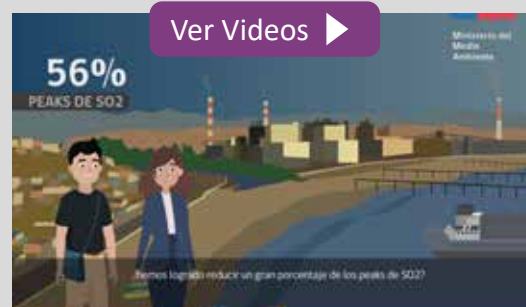 Ver Videos
Ministerio del
Medio
Ambiente
56%
PEAKS DE SO2
hemos logrado reducir un gran porcentaje de los peaks de SO2?